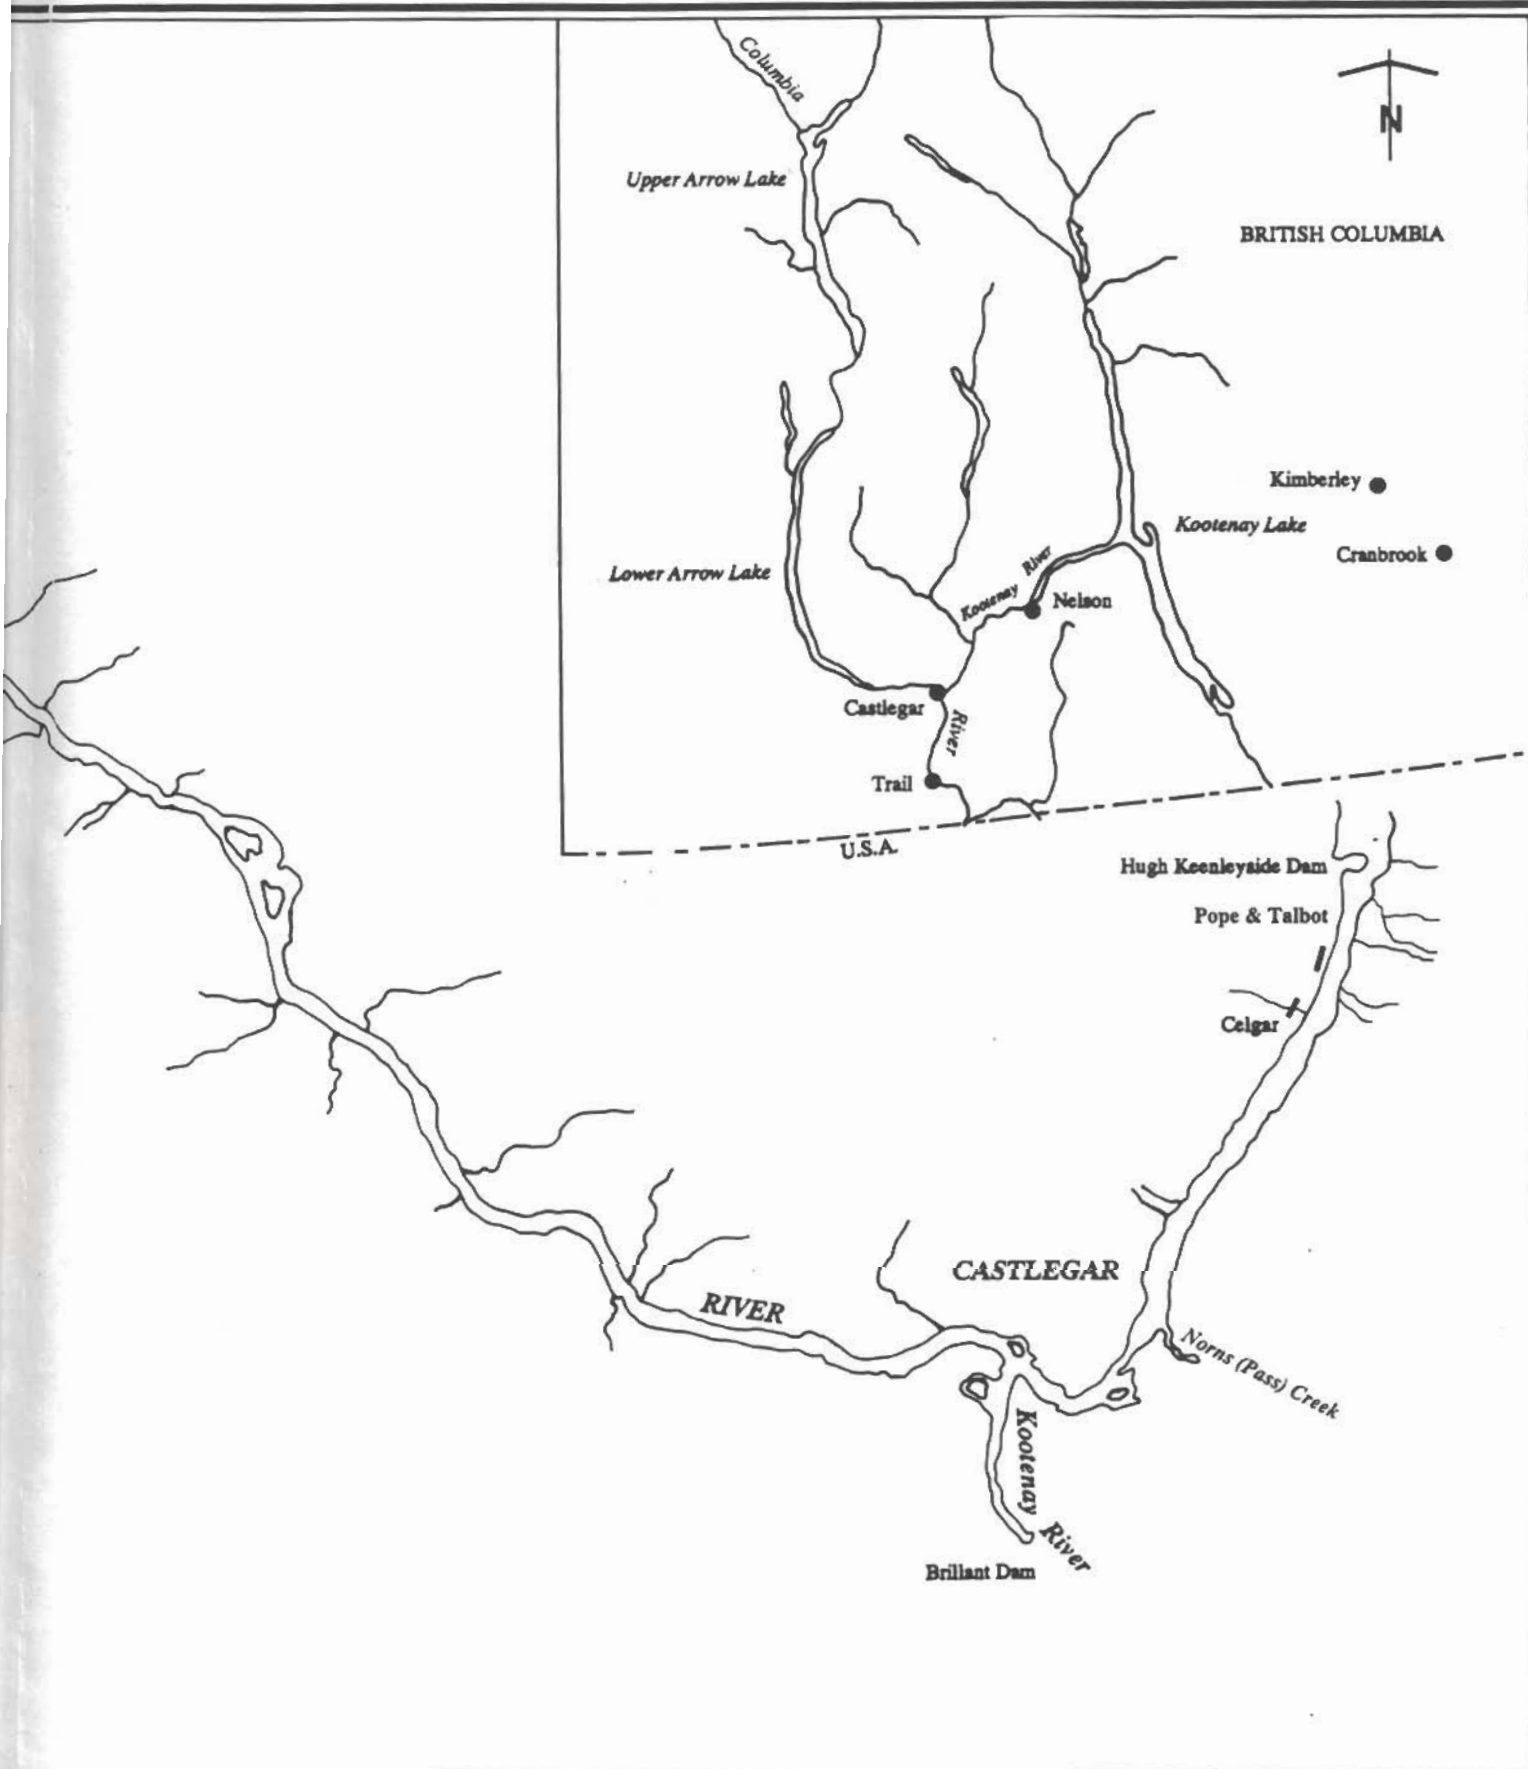 Columbia
N
Upper Arrow Lake
BRITISH COLUMBIA
Kimberley
Kootenay Lake
Cranbrook
Lower Arrow Lake
Kootenay River
Nelson
Castlegar
River
Trail
U.S.A.
Hugh Keenleyside Dam
Pope & Talbot
Celgar
CASTLEGAR
RIVER
Norns (Pass) Creek
Kootenay
River
Brillant Dam